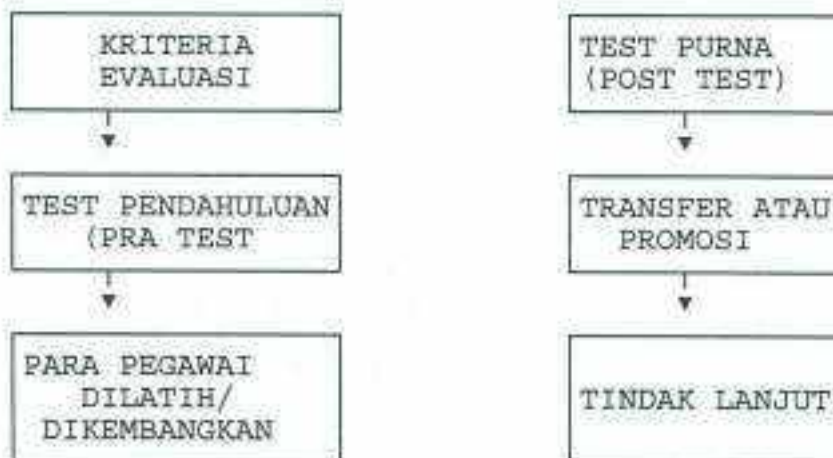 KRITERIA
EVALUASI
TEST PENDAHULUAN
(PRA TEST
PARA PEGAWAI
DILATIH/
DIKEMBANGKAN
TEST PURNA
(POST TEST)
TRANSFER ATAU
PROMOSI
TINDAK LANJUT